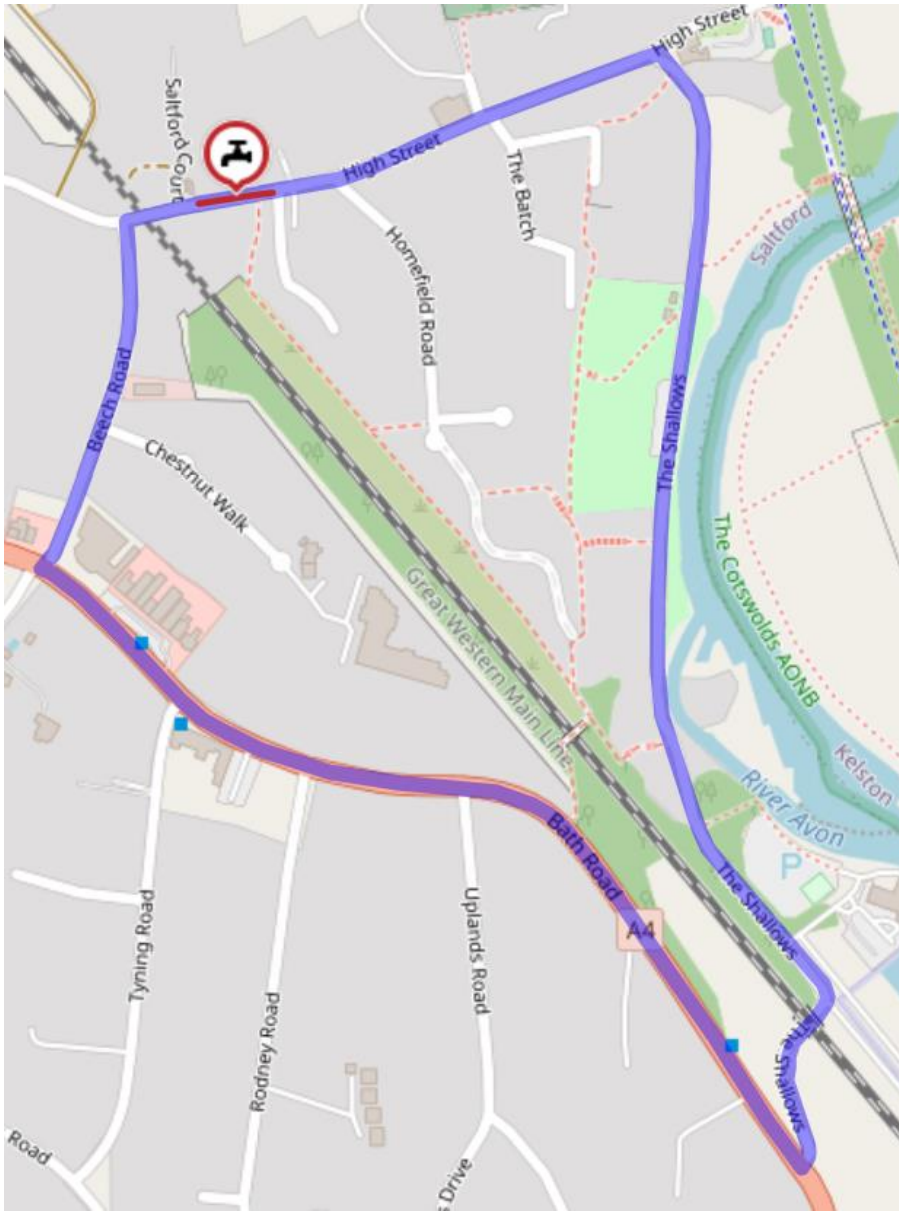 High Street
Saltford Court
High Street
The Batch
Homefield Road
Saltford
Beech Road
The Shallows
Chestnut Walk
Great Western Main Line
The Cotswolds AONB
Kelston
River Avon
P
Bath Road
The Shallows
A4
Tyning Road
Uplands Road
Rodney Road
The Shallows
Road
s Drive